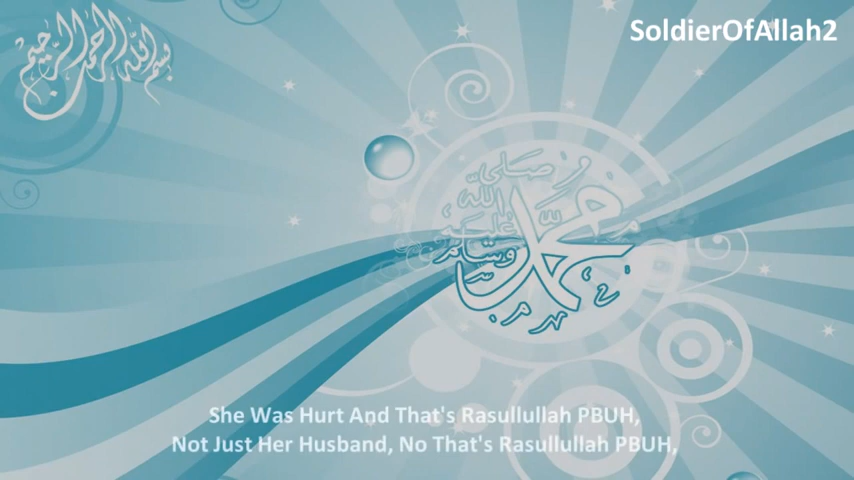 SoldierOfAllah2
بسم الله الرحمن الرحيم
صلى الله عليه وسلم
محمد
She Was Hurt And That's Rasullullah PBUH,
Not Just Her Husband, No That's Rasullullah PBUH,